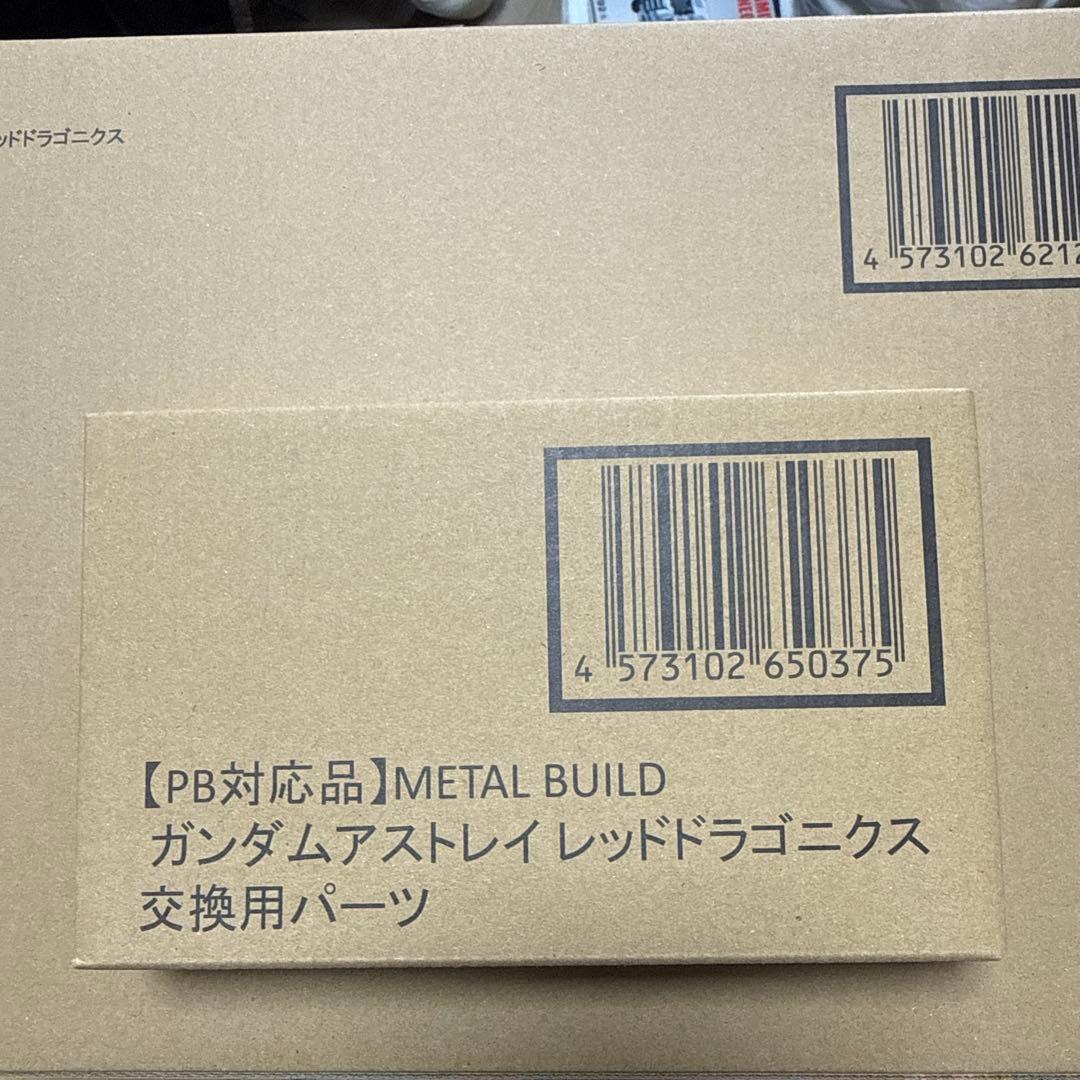 ッドドラゴニクス
4 573102 6212
4 573102 650375
【PB対応品】METAL BUILD
ガンダムアストレイ レッドドラゴニクス
交換用パーツ